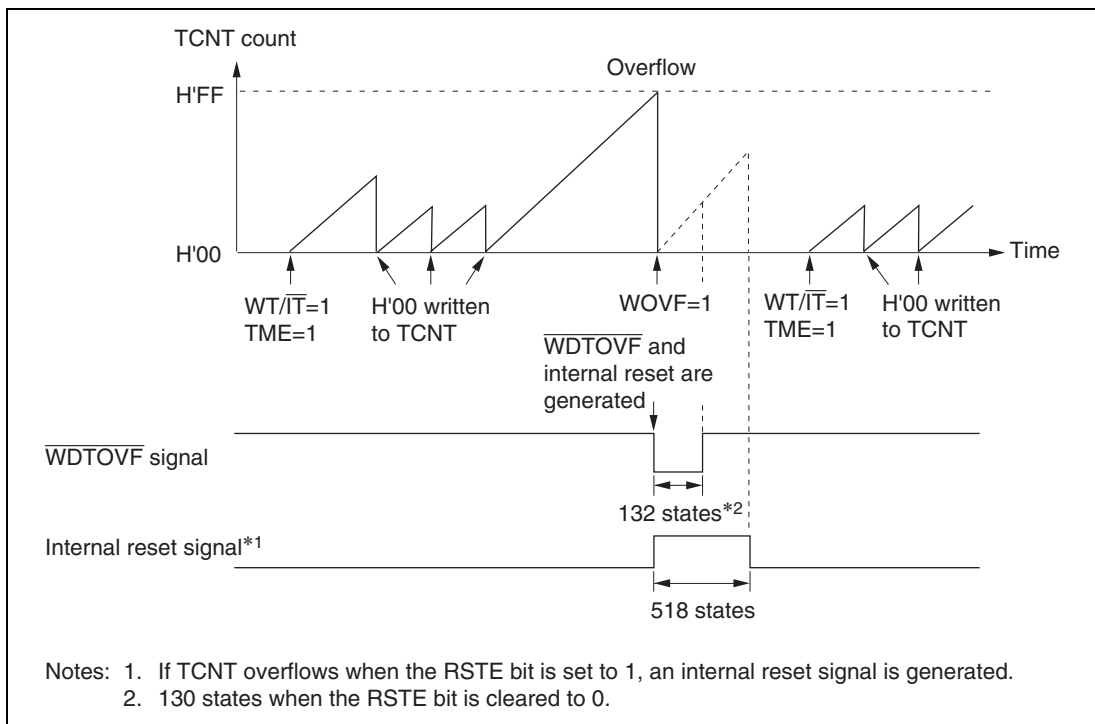 TCNT count
Overflow
H'FF
H'00
Time
WT/IT=1
TME=1
H'00 written
to TCNT
WOVF=1
WT/IT=1
TME=1
H'00 written
to TCNT
WDTOVF and
internal reset are
generated
WDTOVF signal
132 states*2
Internal reset signal*1
518 states
Notes: 1. If TCNT overflows when the RSTE bit is set to 1, an internal reset signal is generated.
2. 130 states when the RSTE bit is cleared to 0.